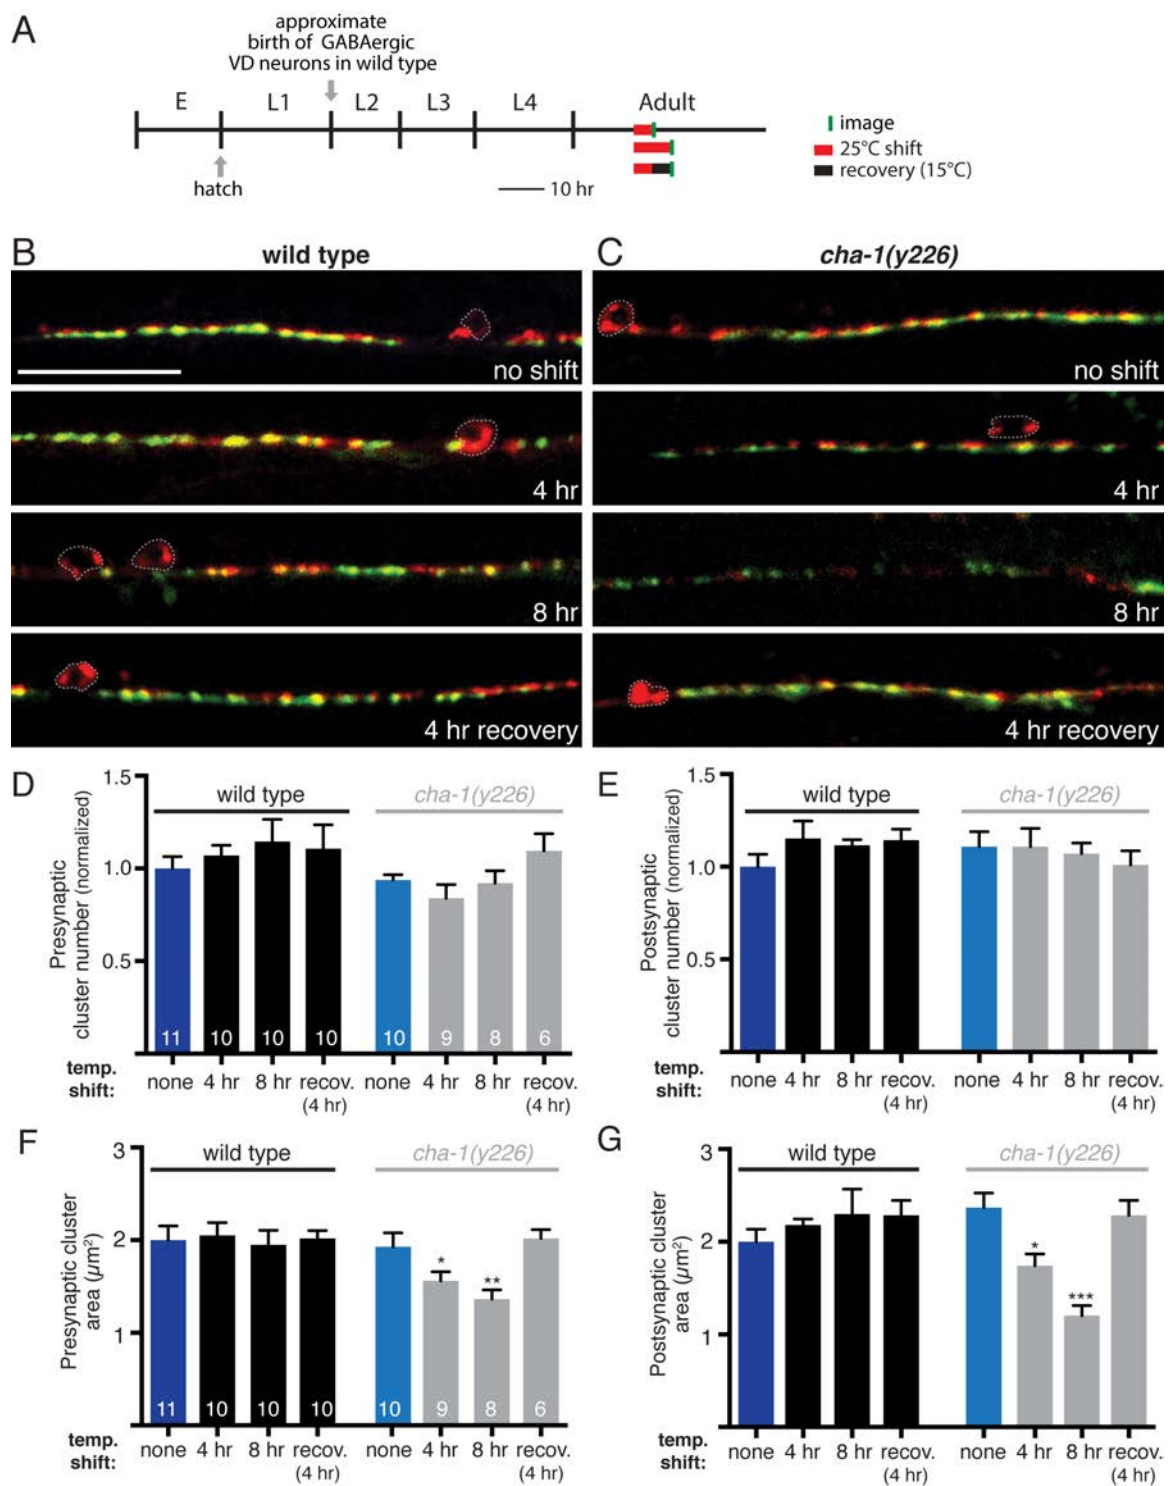 A
approximate
birth of GABAergic
VD neurons in wild type
E
L1
L2
L3
L4
Adult
hatch
10 hr
image
25°C shift
recovery (15°C)
B
wild type
no shift
4 hr
8 hr
4 hr recovery
C
cha-1(y226)
no shift
4 hr
8 hr
4 hr recovery
D
Presynaptic
cluster number (normalized)
1.5
1.0
0.5
wild type
cha-1(y226)
11
10
10
10
10
9
8
6
temp.
shift:
none
4 hr
8 hr
recov.
(4 hr)
none
4 hr
8 hr
recov.
(4 hr)
E
Postsynaptic
cluster number (normalized)
1.5
1.0
0.5
wild type
cha-1(y226)
temp.
shift:
none
4 hr
8 hr
recov.
(4 hr)
none
4 hr
8 hr
recov.
(4 hr)
F
Presynaptic cluster
area (µm²)
3
2
1
wild type
cha-1(y226)
*
**
11
10
10
10
10
9
8
6
temp.
shift:
none
4 hr
8 hr
recov.
(4 hr)
none
4 hr
8 hr
recov.
(4 hr)
G
Postsynaptic cluster
area (µm²)
3
2
1
wild type
cha-1(y226)
*
***
temp.
shift:
none
4 hr
8 hr
recov.
(4 hr)
none
4 hr
8 hr
recov.
(4 hr)